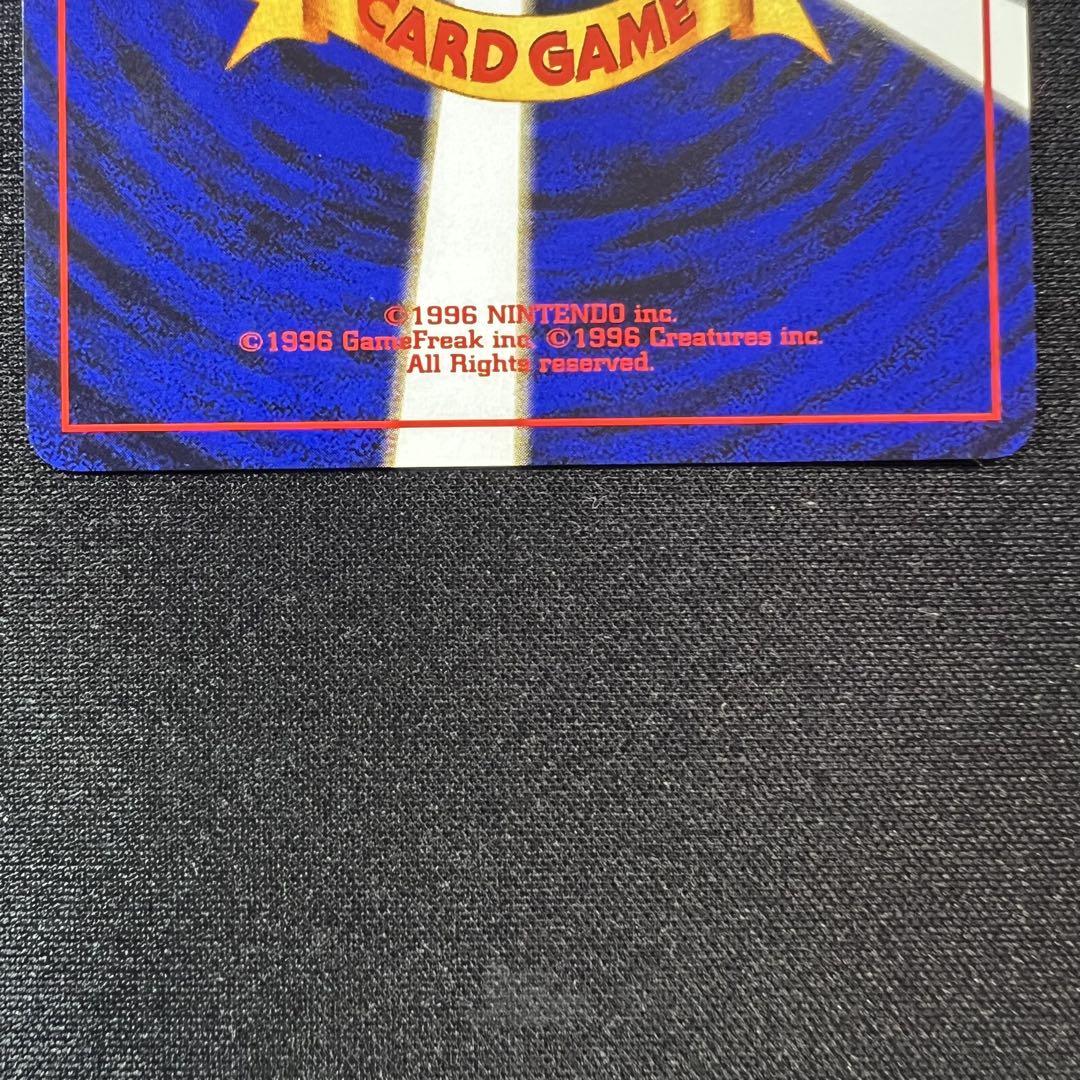 CARD GAME
©1996 NINTENDO inc.
©1996 GameFreak inc. ©1996 Creatures inc.
All Rights reserved.